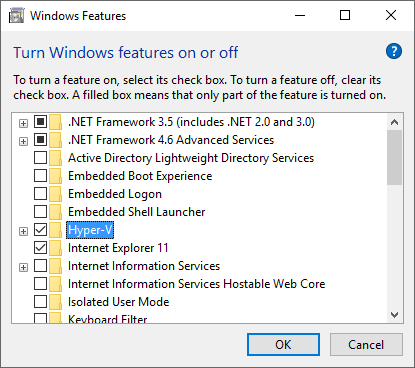 Windows Features
Turn Windows features on or off
To turn a feature on, select its check box. To turn a feature off, clear its
check box. A filled box means that only part of the feature is turned on.
.NET Framework 3.5 (includes .NET 2.0 and 3.0)
.NET Framework 4.6 Advanced Services
Active Directory Lightweight Directory Services
Embedded Boot Experience
Embedded Logon
Embedded Shell Launcher
Hyper-V
Internet Explorer 11
Internet Information Services
Internet Information Services Hostable Web Core
Isolated User Mode
Keyboard Filter
OK Cancel